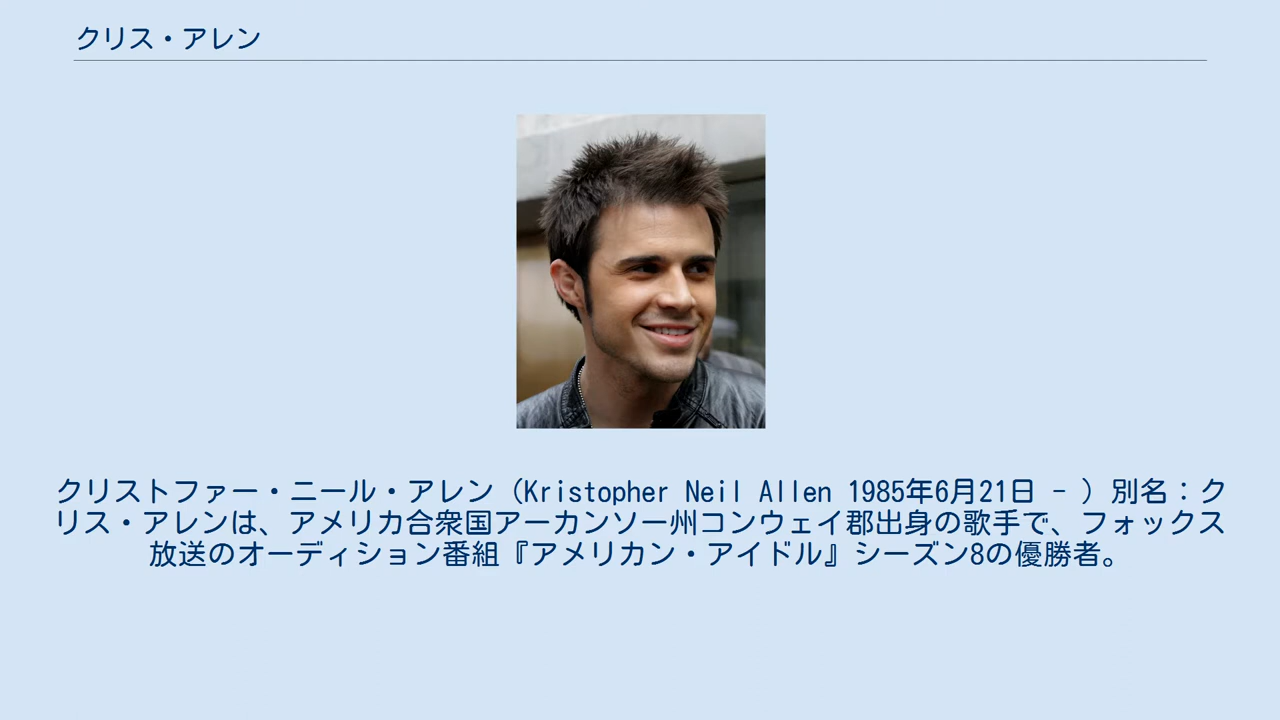 クリス・アレン
クリストファー・ニール・アレン（Kristopher Neil Allen 1985年6月21日 - ）別名：ク
リス・アレンは、アメリカ合衆国アーカンソー州コンウェイ郡出身の歌手で、フォックス
放送のオーディション番組『アメリカン・アイドル』シーズン8の優勝者。